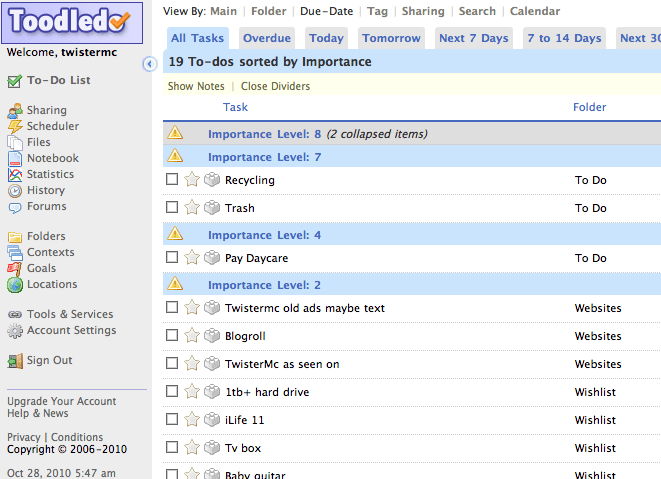 Toodledo
Welcome, twistermc
To-Do List
Sharing
Scheduler
Files
Notebook
Statistics
History
Forums
Folders
Contexts
Goals
Locations
Tools & Services
Account Settings
Sign Out
Upgrade Your Account
Help & News
Privacy | Conditions
Copyright © 2006-2010
Oct 28, 2010 5:47 am
View By: Main | Folder | Due-Date | Tag | Sharing | Search | Calendar
All Tasks Overdue Today Tomorrow Next 7 Days 7 to 14 Days Next 30
19 To-dos sorted by Importance
Show Notes | Close Dividers
Task Folder
Importance Level: 8 (2 collapsed items)
Importance Level: 7
Recycling To Do
Trash To Do
Importance Level: 4
Pay Daycare To Do
Importance Level: 2
Twistermc old ads maybe text Websites
Blogroll Websites
TwisterMc as seen on Websites
1tb+ hard drive Wishlist
iLife 11 Wishlist
Tv box Wishlist
Baby guitar Wishlist